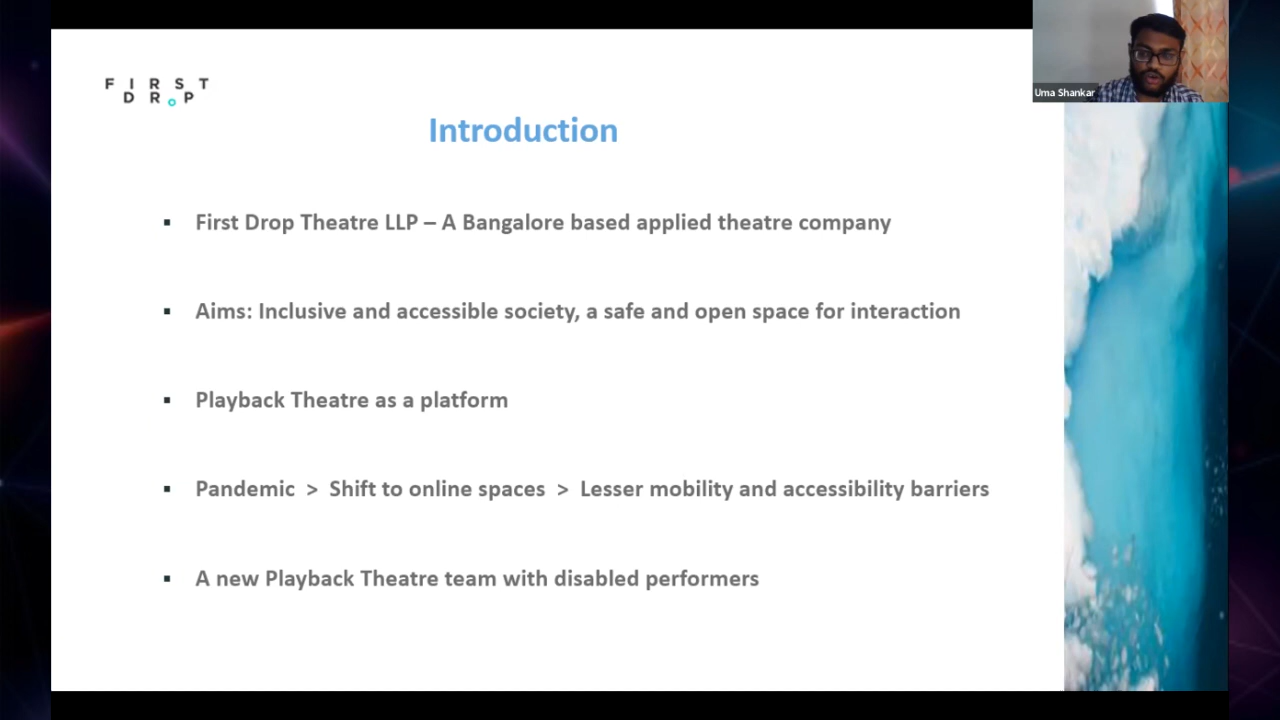 FIRST
DROP
Uma Shankar
Introduction
▪ First Drop Theatre LLP – A Bangalore based applied theatre company
▪ Aims: Inclusive and accessible society, a safe and open space for interaction
▪ Playback Theatre as a platform
▪ Pandemic > Shift to online spaces > Lesser mobility and accessibility barriers
▪ A new Playback Theatre team with disabled performers